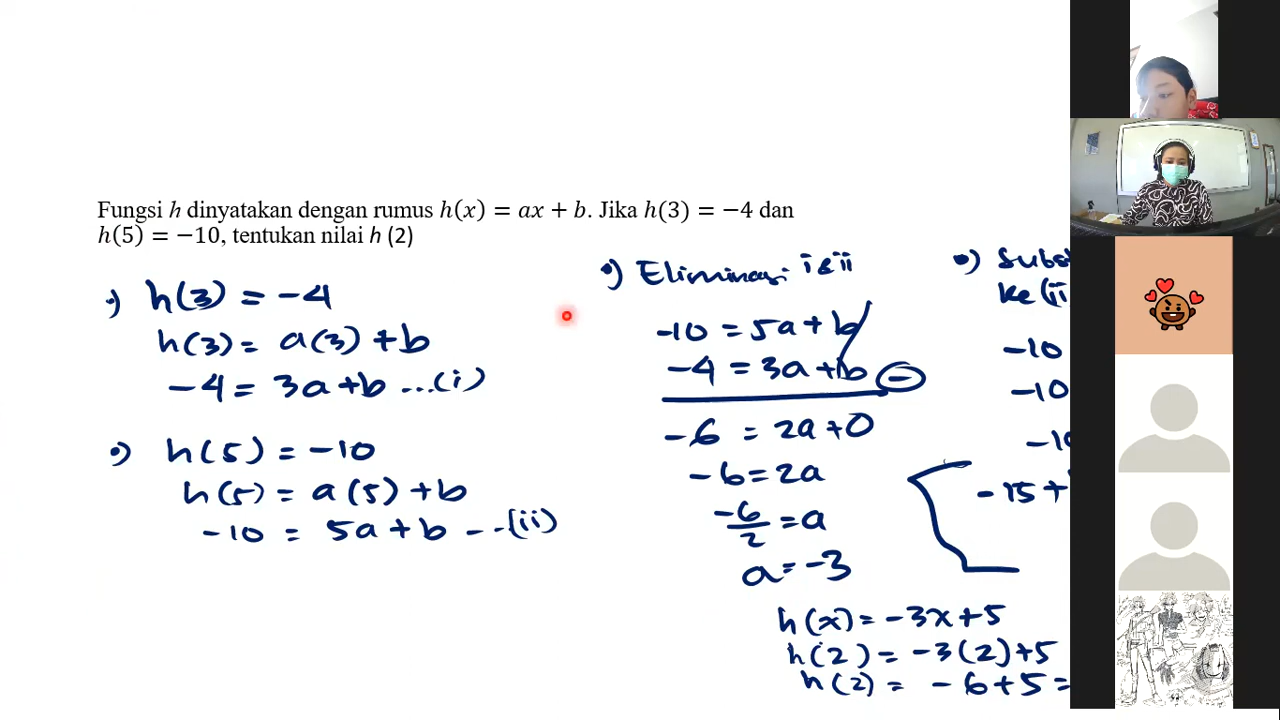 Fungsi h dinyatakan dengan rumus h(x) = ax + b. Jika h(3) = −4 dan
h(5) = −10, tentukan nilai h (2)
•) h(3) = -4
h(3) = a(3) + b
-4 = 3a + b ...(i)
•) h(5) = -10
h(5) = a(5) + b
-10 = 5a + b ...(ii)
•) Eliminasi i & ii
-10 = 5a + b
-4 = 3a + b -
-6 = 2a + 0
-6 = 2a
-6/2 = a
a = -3
h(x) = -3x + 5
h(2) = -3(2) + 5
h(2) = -6 + 5 =
•) Subs
Ke (ii
-10
-10
-10
-15 +